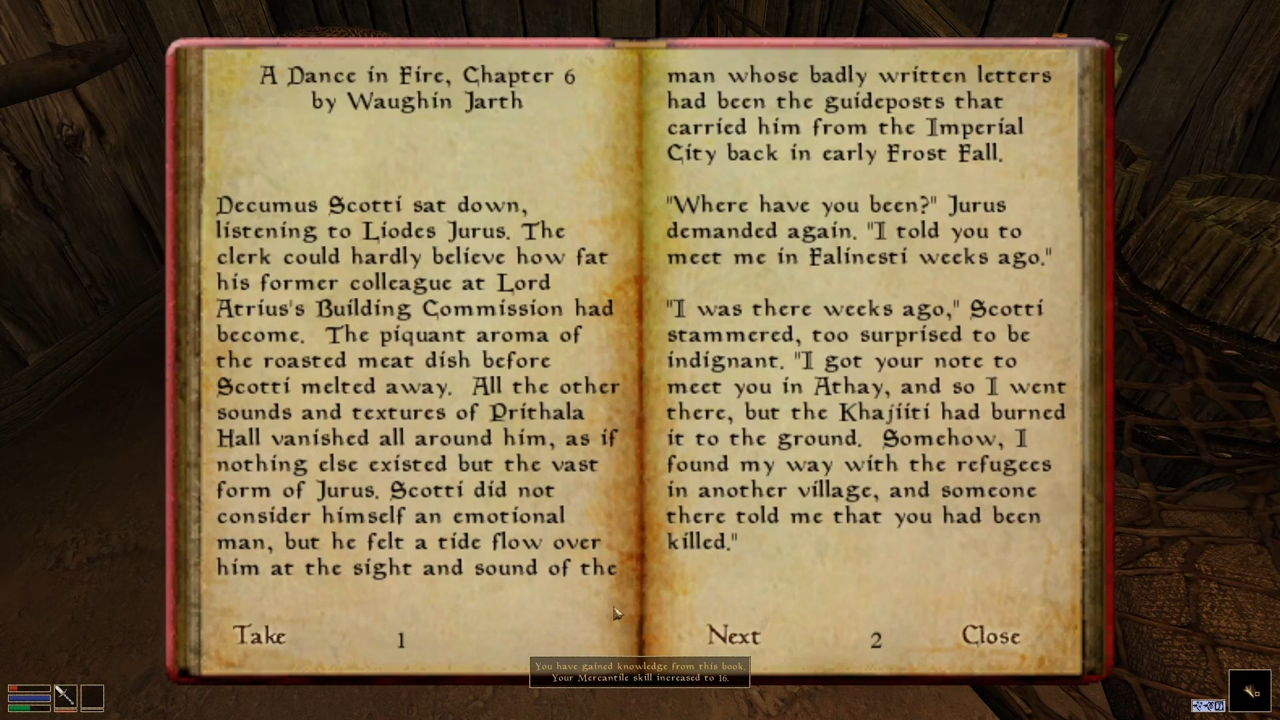 A Dance in Fire, Chapter 6
by Waughin Jarth
Decumus Scotti sat down,
listening to Liodes Jurus. The
clerk could hardly believe how fat
his former colleague at Lord
Atrius's Building Commission had
become. The piquant aroma of
the roasted meat dish before
Scotti melted away. All the other
sounds and textures of Prithala
Hall vanished all around him, as if
nothing else existed but the vast
form of Jurus. Scotti did not
consider himself an emotional
man, but he felt a tide flow over
him at the sight and sound of the
Take
1
man whose badly written letters
had been the guideposts that
carried him from the Imperial
City back in early Frost Fall.
"Where have you been?" Jurus
demanded again. "I told you to
meet me in Falinesti weeks ago."
"I was there weeks ago," Scotti
stammered, too surprised to be
indignant. "I got your note to
meet you in Athay, and so I went
there, but the Khajiiti had burned
it to the ground. Somehow, I
found my way with the refugees
in another village, and someone
there told me that you had been
killed."
Next
2
Close
You have gained knowledge from this book.
Your Mercantile skill increased to 16.